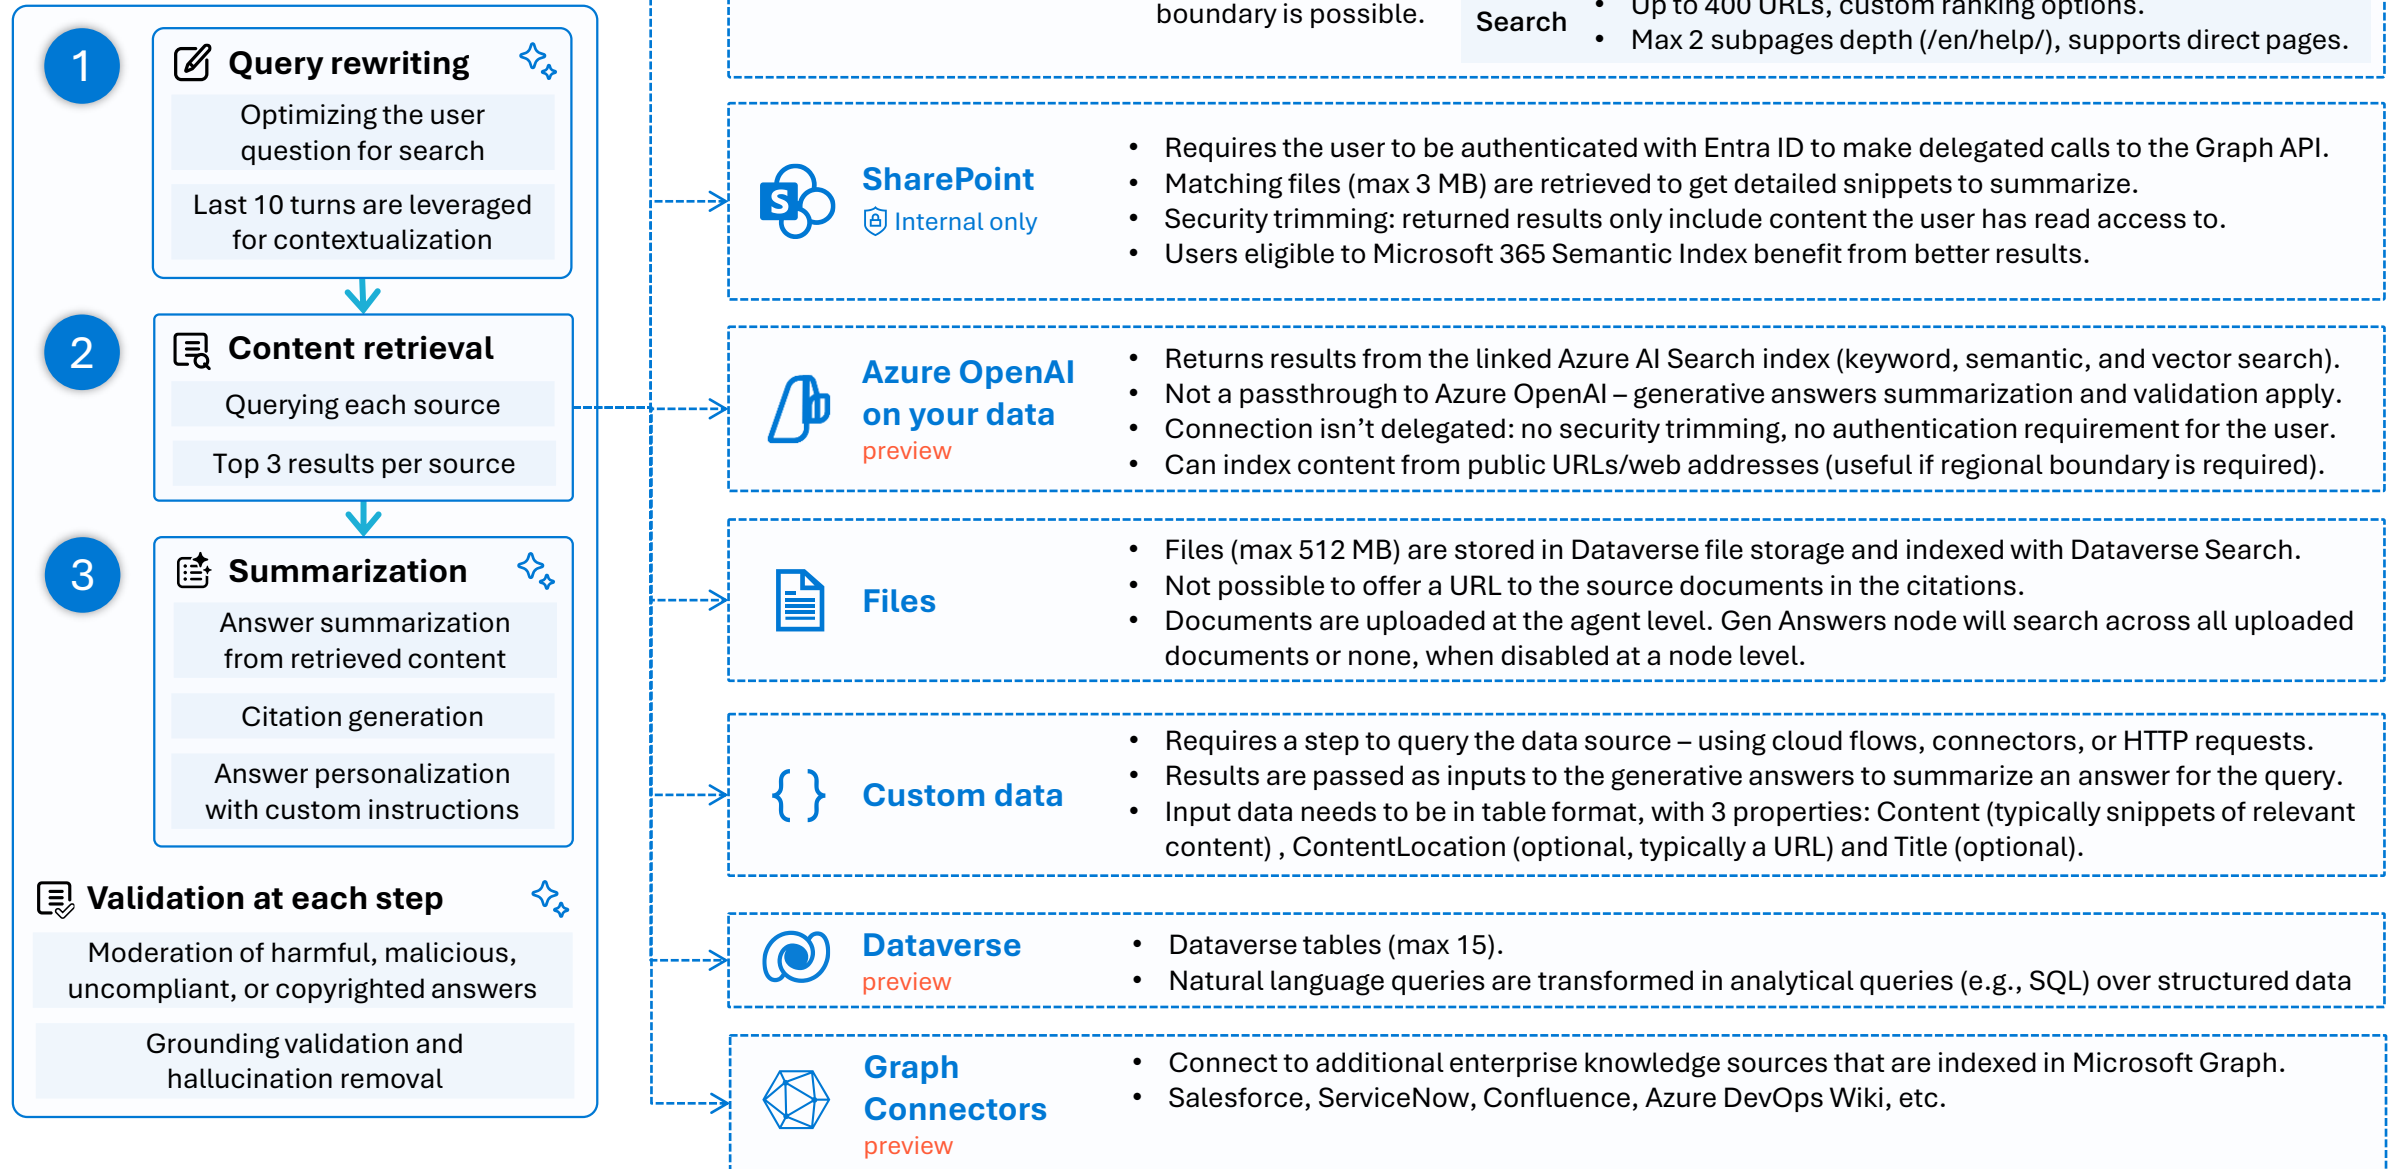 1
Query rewriting
Optimizing the user
question for search
Last 10 turns are leveraged
for contextualization
2
Content retrieval
Querying each source
Top 3 results per source
3
Summarization
Answer summarization
from retrieved content
Citation generation
Answer personalization
with custom instructions
Validation at each step
Moderation of harmful, malicious,
uncompliant, or copyrighted answers
Grounding validation and
hallucination removal
boundary is possible.
Search
• Up to 400 URLs, custom ranking options.
• Max 2 subpages depth (/en/help/), supports direct pages.
S
SharePoint
Internal only
• Requires the user to be authenticated with Entra ID to make delegated calls to the Graph API.
• Matching files (max 3 MB) are retrieved to get detailed snippets to summarize.
• Security trimming: returned results only include content the user has read access to.
• Users eligible to Microsoft 365 Semantic Index benefit from better results.
Azure OpenAI
on your data
preview
• Returns results from the linked Azure AI Search index (keyword, semantic, and vector search).
• Not a passthrough to Azure OpenAI – generative answers summarization and validation apply.
• Connection isn't delegated: no security trimming, no authentication requirement for the user.
• Can index content from public URLs/web addresses (useful if regional boundary is required).
Files
• Files (max 512 MB) are stored in Dataverse file storage and indexed with Dataverse Search.
• Not possible to offer a URL to the source documents in the citations.
• Documents are uploaded at the agent level. Gen Answers node will search across all uploaded
documents or none, when disabled at a node level.
{ }
Custom data
• Requires a step to query the data source – using cloud flows, connectors, or HTTP requests.
• Results are passed as inputs to the generative answers to summarize an answer for the query.
• Input data needs to be in table format, with 3 properties: Content (typically snippets of relevant
content) , ContentLocation (optional, typically a URL) and Title (optional).
Dataverse
preview
• Dataverse tables (max 15).
• Natural language queries are transformed in analytical queries (e.g., SQL) over structured data
Graph
Connectors
preview
• Connect to additional enterprise knowledge sources that are indexed in Microsoft Graph.
• Salesforce, ServiceNow, Confluence, Azure DevOps Wiki, etc.